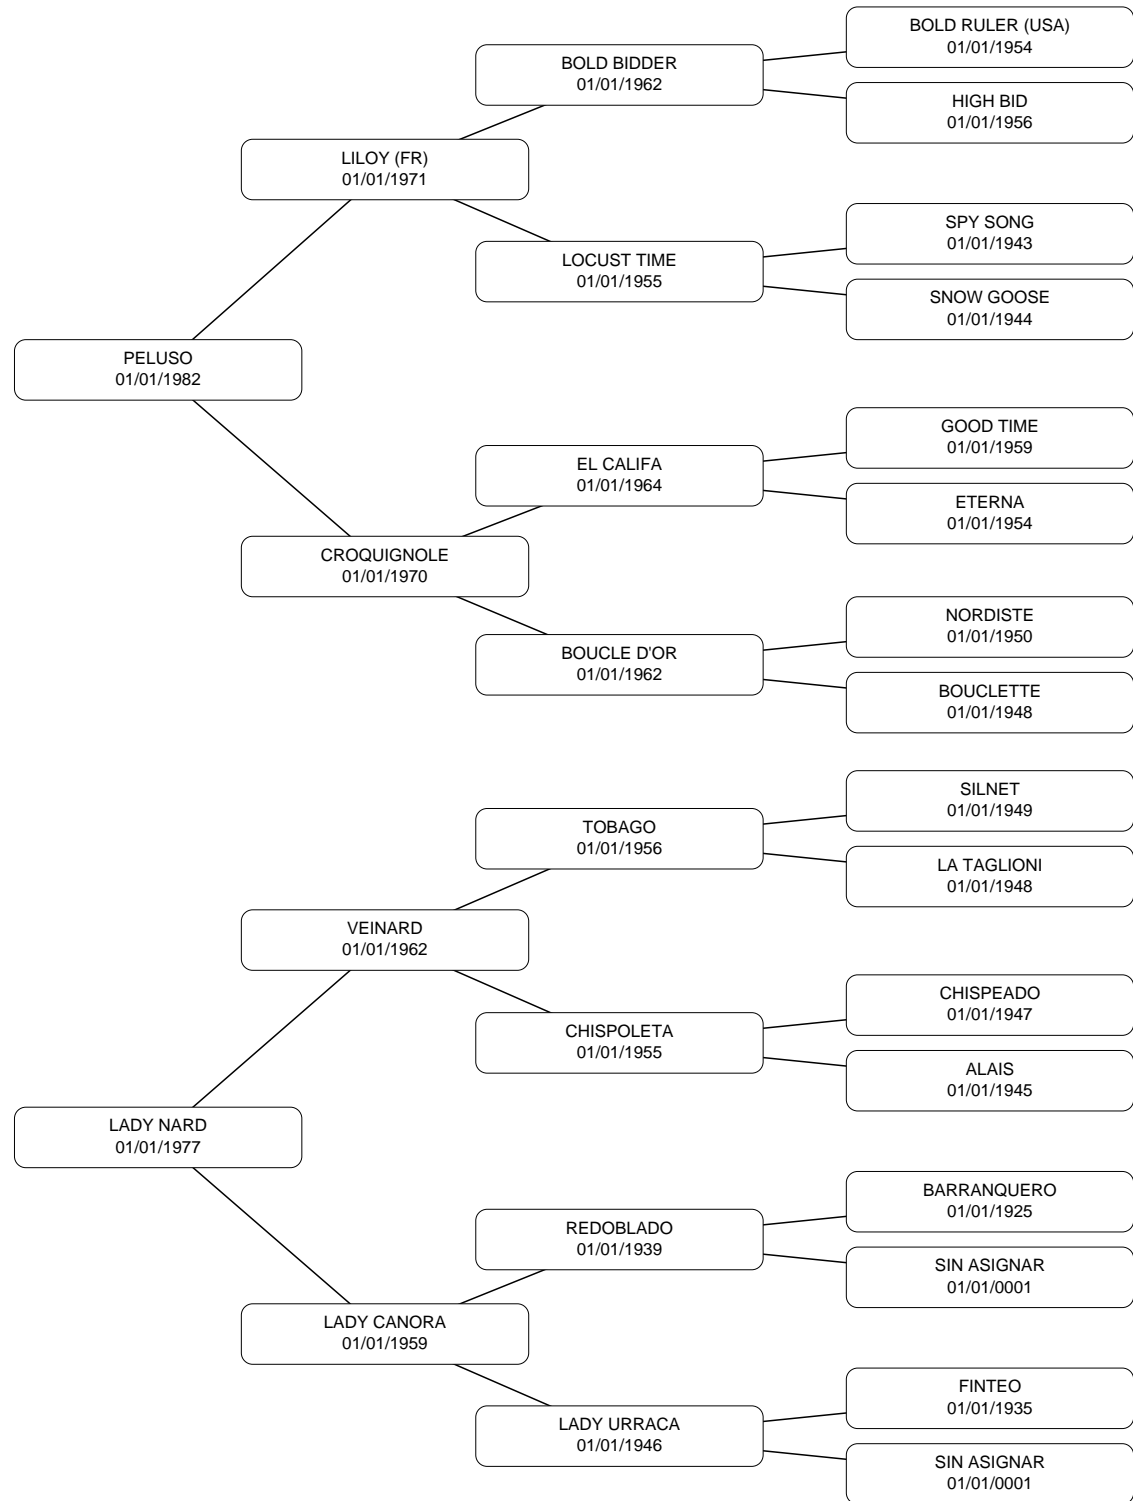 BOLD RULER (USA)
01/01/1954
BOLD BIDDER
01/01/1962
HIGH BID
01/01/1956
LILOY (FR)
01/01/1971
SPY SONG
01/01/1943
LOCUST TIME
01/01/1955
SNOW GOOSE
01/01/1944
PELUSO
01/01/1982
GOOD TIME
01/01/1959
EL CALIFA
01/01/1964
ETERNA
01/01/1954
CROQUIGNOLE
01/01/1970
NORDISTE
01/01/1950
BOUCLE D'OR
01/01/1962
BOUCLETTE
01/01/1948
SILNET
01/01/1949
TOBAGO
01/01/1956
LA TAGLIONI
01/01/1948
VEINARD
01/01/1962
CHISPEADO
01/01/1947
CHISPOLETA
01/01/1955
ALAIS
01/01/1945
LADY NARD
01/01/1977
BARRANQUERO
01/01/1925
REDOBLADO
01/01/1939
SIN ASIGNAR
01/01/0001
LADY CANORA
01/01/1959
FINTEO
01/01/1935
LADY URRACA
01/01/1946
SIN ASIGNAR
01/01/0001